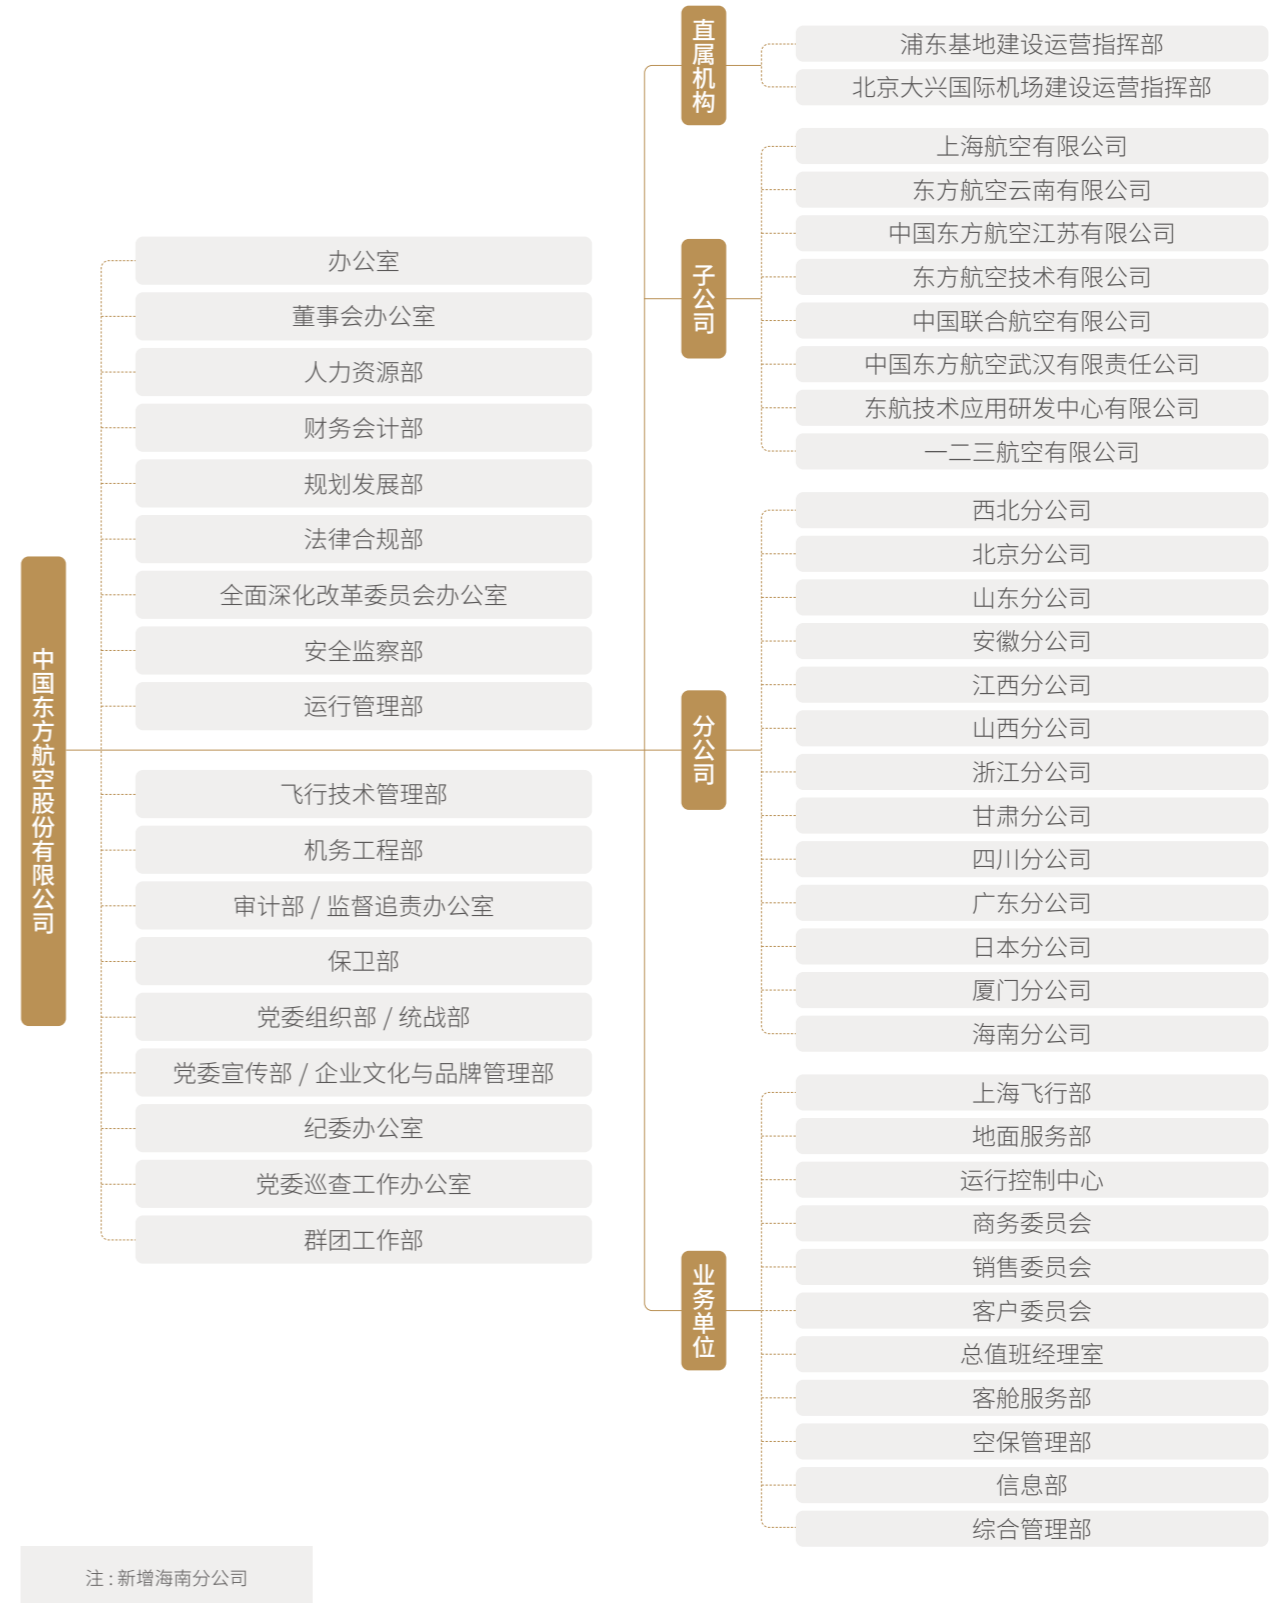 中国东方航空股份有限公司
办公室
董事会办公室
人力资源部
财务会计部
规划发展部
法律合规部
全面深化改革委员会办公室
安全监察部
运行管理部
飞行技术管理部
机务工程部
审计部 / 监督追责办公室
保卫部
党委组织部 / 统战部
党委宣传部 / 企业文化与品牌管理部
纪委办公室
党委巡查工作办公室
群团工作部
直属机构
浦东基地建设运营指挥部
北京大兴国际机场建设运营指挥部
子公司
上海航空有限公司
东方航空云南有限公司
中国东方航空江苏有限公司
东方航空技术有限公司
中国联合航空有限公司
中国东方航空武汉有限责任公司
东航技术应用研发中心有限公司
一二三航空有限公司
分公司
西北分公司
北京分公司
山东分公司
安徽分公司
江西分公司
山西分公司
浙江分公司
甘肃分公司
四川分公司
广东分公司
日本分公司
厦门分公司
海南分公司
业务单位
上海飞行部
地面服务部
运行控制中心
商务委员会
销售委员会
客户委员会
总值班经理室
客舱服务部
空保管理部
信息部
综合管理部
注 : 新增海南分公司